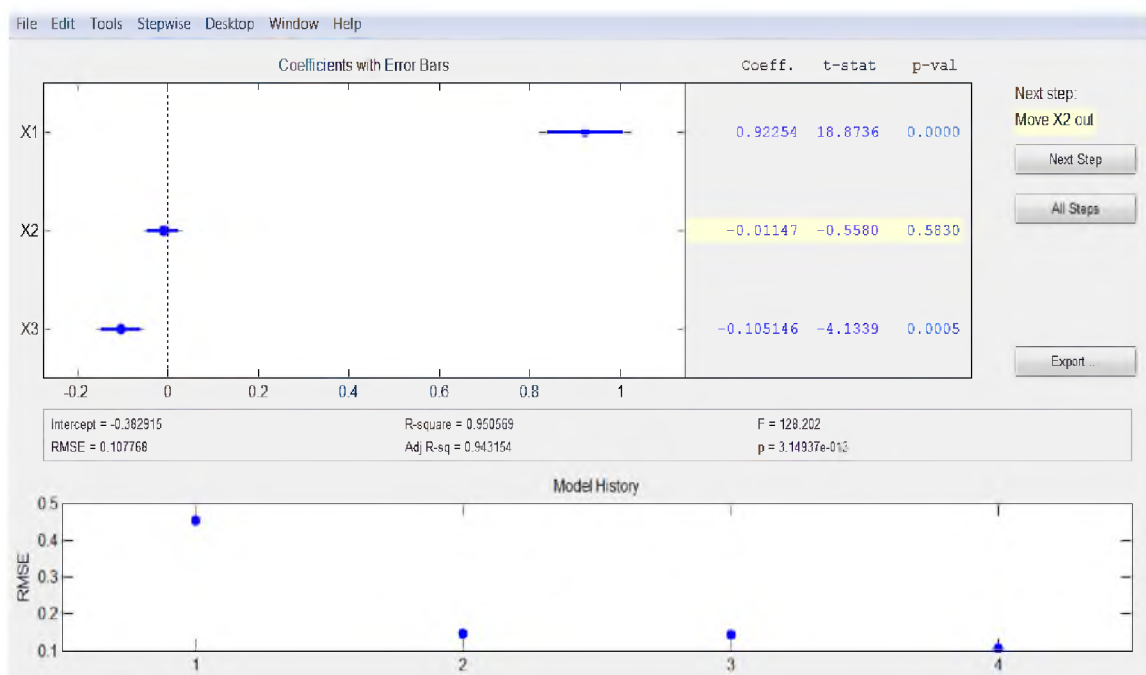 File Edit Tools Stepwise Desktop Window Help
Coefficients with Error Bars
Coeff. t-stat p-val
X1
0.92254 18.8736 0.0000
X2
-0.01147 -0.5580 0.5830
X3
-0.105146 -4.1339 0.0005
-0.2 0 0.2 0.4 0.6 0.8 1
Next step:
Move X2 out
Next Step
All Steps
Export ...
Intercept = -0.382915 R-square = 0.950569 F = 128.202
RMSE = 0.107768 Adj R-sq = 0.943154 p = 3.14937e-013
Model History
RMSE
0.5
0.4
0.3
0.2
0.1
1 2 3 4